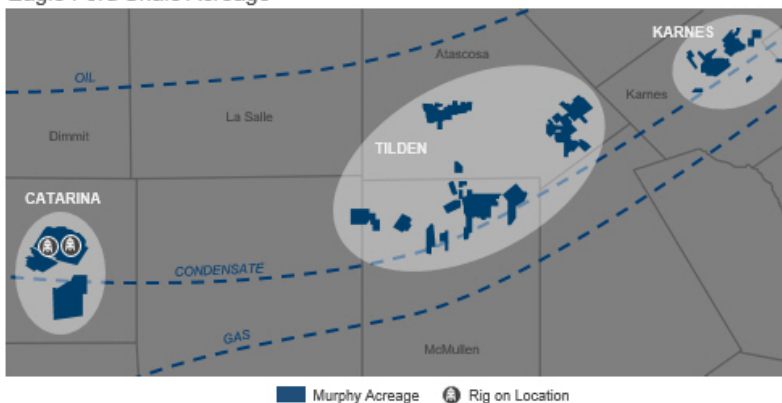 Eagle Ford Shale Acreage
KARNES
OIL
Atascosa
Karnes
La Salle
Dimmit
TILDEN
CATARINA
CONDENSATE
GAS
McMullen
Murphy Acreage
Rig on Location